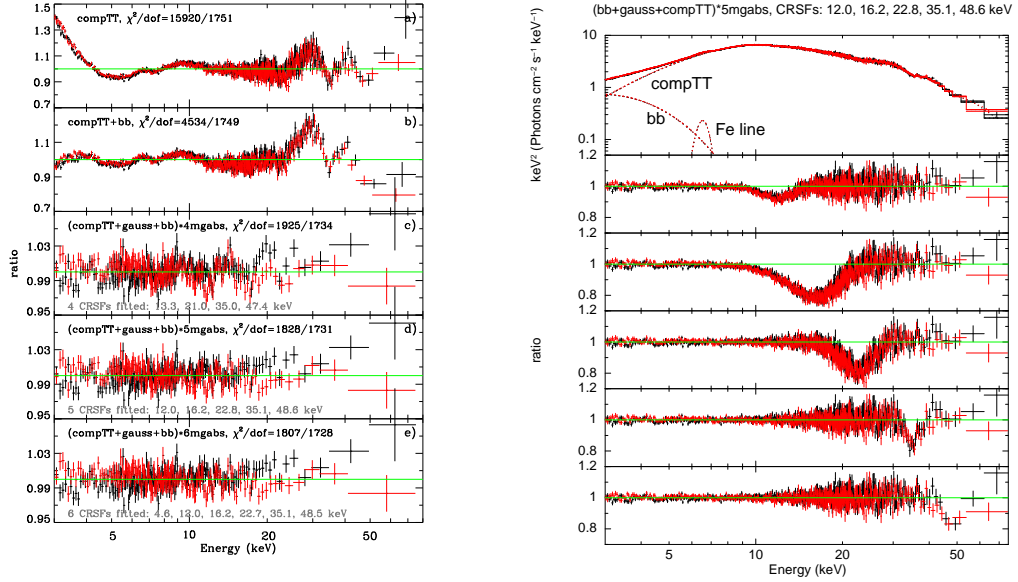 compTT, χ²/dof=15920/1751
a)
1.5
1.3
1.1
0.9
0.7
compTT+bb, χ²/dof=4534/1749
b)
1.1
0.9
0.7
(compTT+gauss+bb)*4mgabs, χ²/dof=1925/1734
c)
1.03
0.99
0.95
4 CRSFs fitted: 13.3, 21.0, 35.0, 47.4 keV
(compTT+gauss+bb)*5mgabs, χ²/dof=1828/1731
d)
1.03
0.99
0.95
5 CRSFs fitted: 12.0, 16.2, 22.8, 35.1, 48.6 keV
(compTT+gauss+bb)*6mgabs, χ²/dof=1807/1728
e)
1.03
0.99
0.95
6 CRSFs fitted: 4.6, 12.0, 16.2, 22.7, 35.1, 48.5 keV
ratio
5 10 20 50
Energy (keV)
(bb+gauss+compTT)*5mgabs, CRSFs: 12.0, 16.2, 22.8, 35.1, 48.6 keV
keV² (Photons cm⁻² s⁻¹ keV⁻¹)
10
1
0.1
compTT
bb
Fe line
1.2
1
0.8
1.2
1
0.8
1.2
1
0.8
1.2
1
0.8
1.2
1
0.8
ratio
5 10 20 50
Energy (keV)